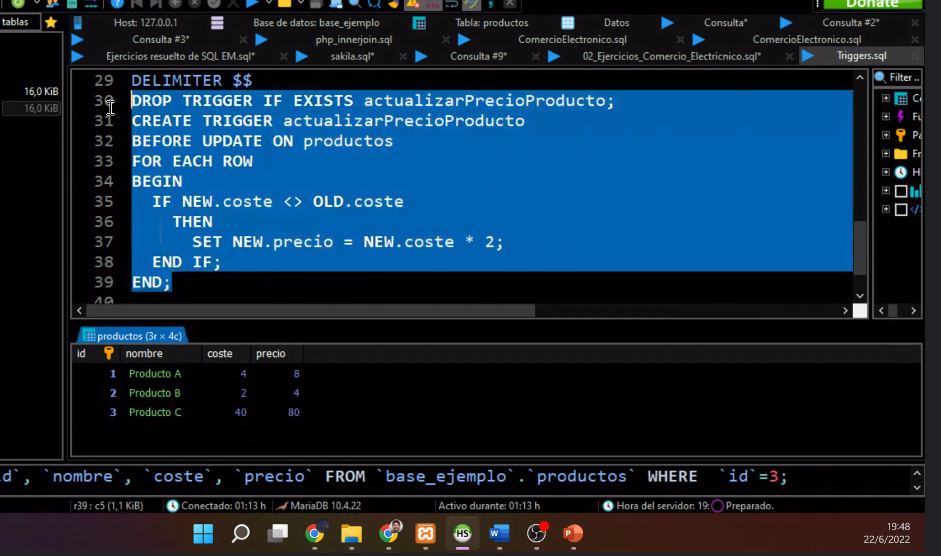 Donate
tablas
Host: 127.0.0.1 Base de datos: base_ejemplo Tabla: productos Datos Consulta* Consulta #2*
Consulta #3* php_innerjoin.sql ComercioElectronico.sql ComercioElectronico.sql
Ejercicios resuelto de SQL EM.sql* sakila.sql* Consulta #9* 02_Ejercicios_Comercio_Electricnico.sql* Triggers.sql
16,0 KiB
16,0 KiB
Filter ..
29 DELIMITER $$
30 DROP TRIGGER IF EXISTS actualizarPrecioProducto;
31 CREATE TRIGGER actualizarPrecioProducto
32 BEFORE UPDATE ON productos
33 FOR EACH ROW
34 BEGIN
35 IF NEW.coste <> OLD.coste
36 THEN
37 SET NEW.precio = NEW.coste * 2;
38 END IF;
39 END;
40
productos (3r × 4c)
id nombre coste precio
1 Producto A 4 8
2 Producto B 2 4
3 Producto C 40 80
d`, `nombre`, `coste`, `precio` FROM `base_ejemplo`.`productos` WHERE `id`=3;
r39 : c5 (1,1 KiB) Conectado: 01:13 h MariaDB 10.4.22 Activo durante: 01:13 h Hora del servidor: 19: Preparado.
HS
19:48
22/6/2022